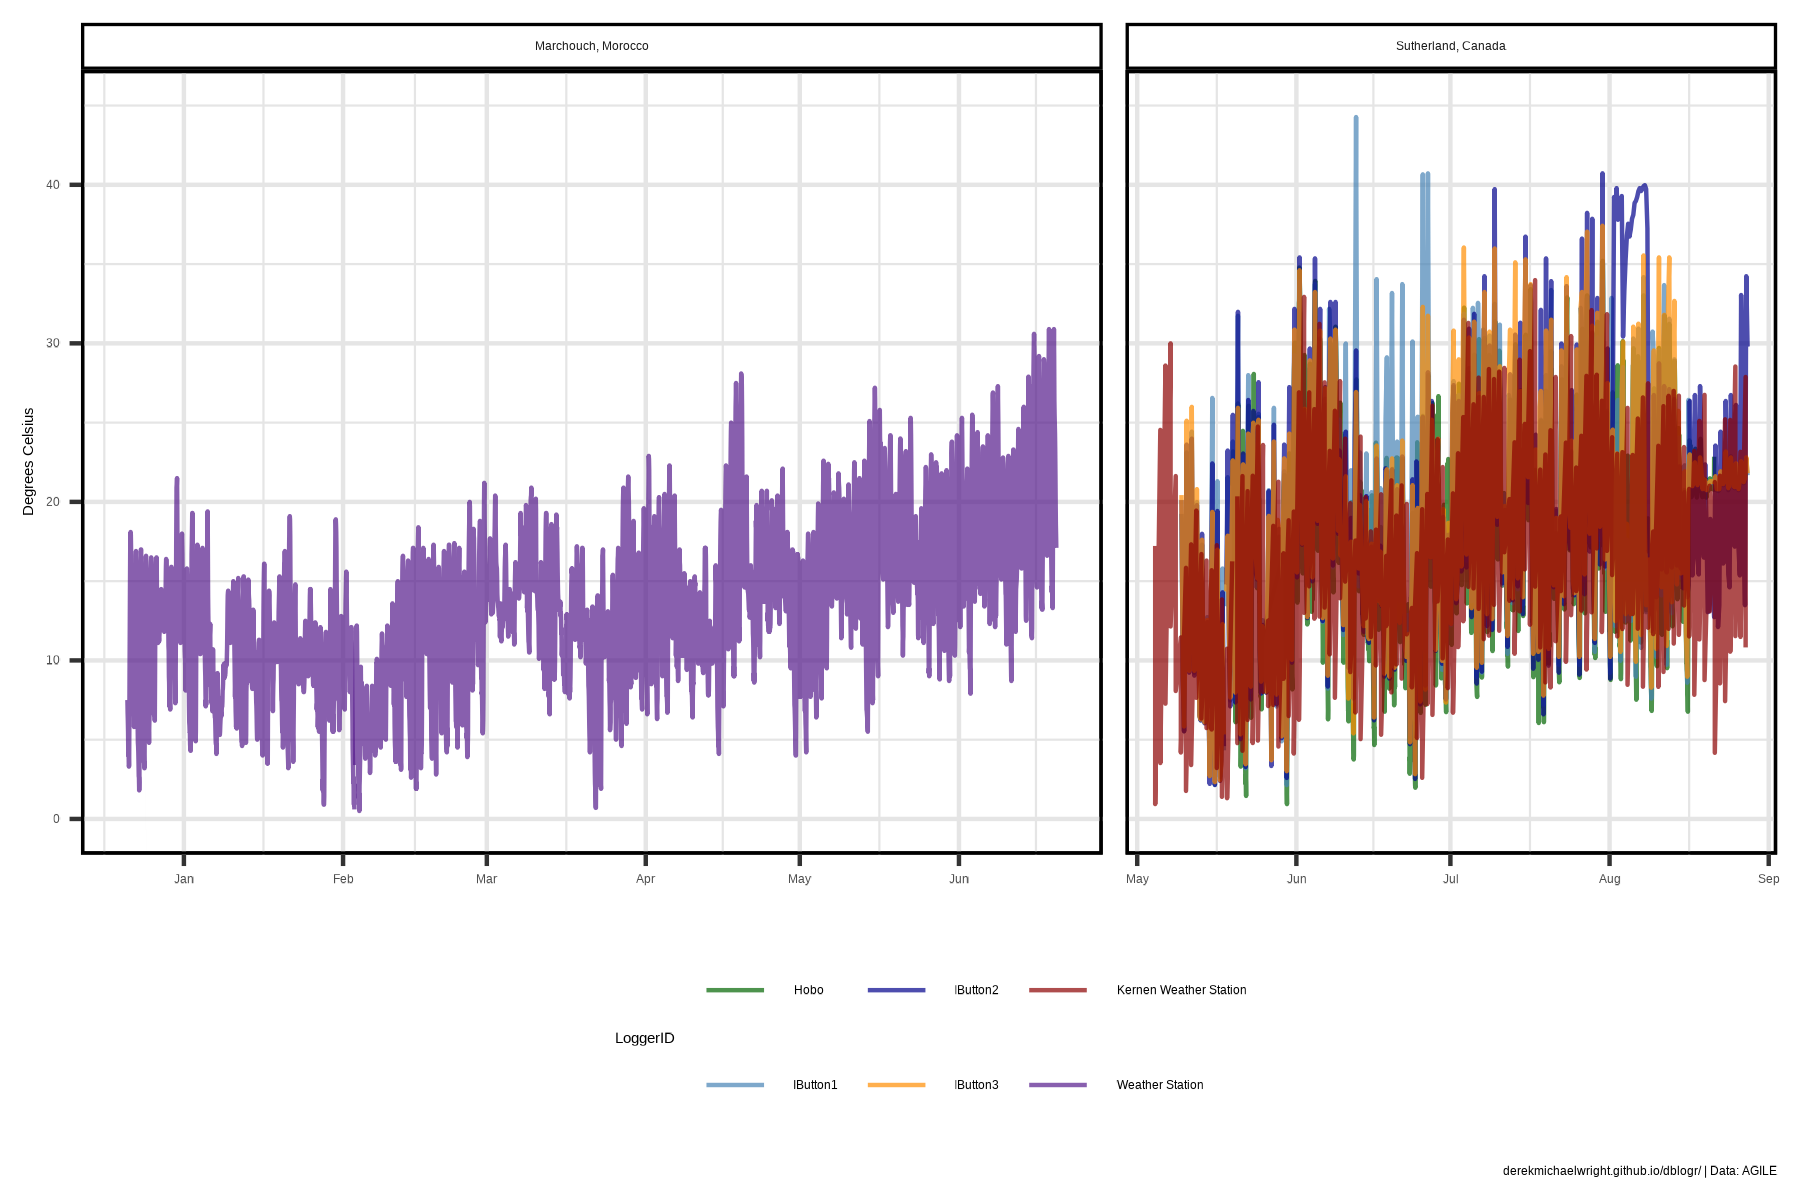 Marchouch, Morocco
Sutherland, Canada
Degrees Celsius
40
30
20
10
0
Jan Feb Mar Apr May Jun
May Jun Jul Aug Sep
LoggerID
Hobo IButton2 Kernen Weather Station
IButton1 IButton3 Weather Station
derekmichaelwright.github.io/dblogr/ | Data: AGILE